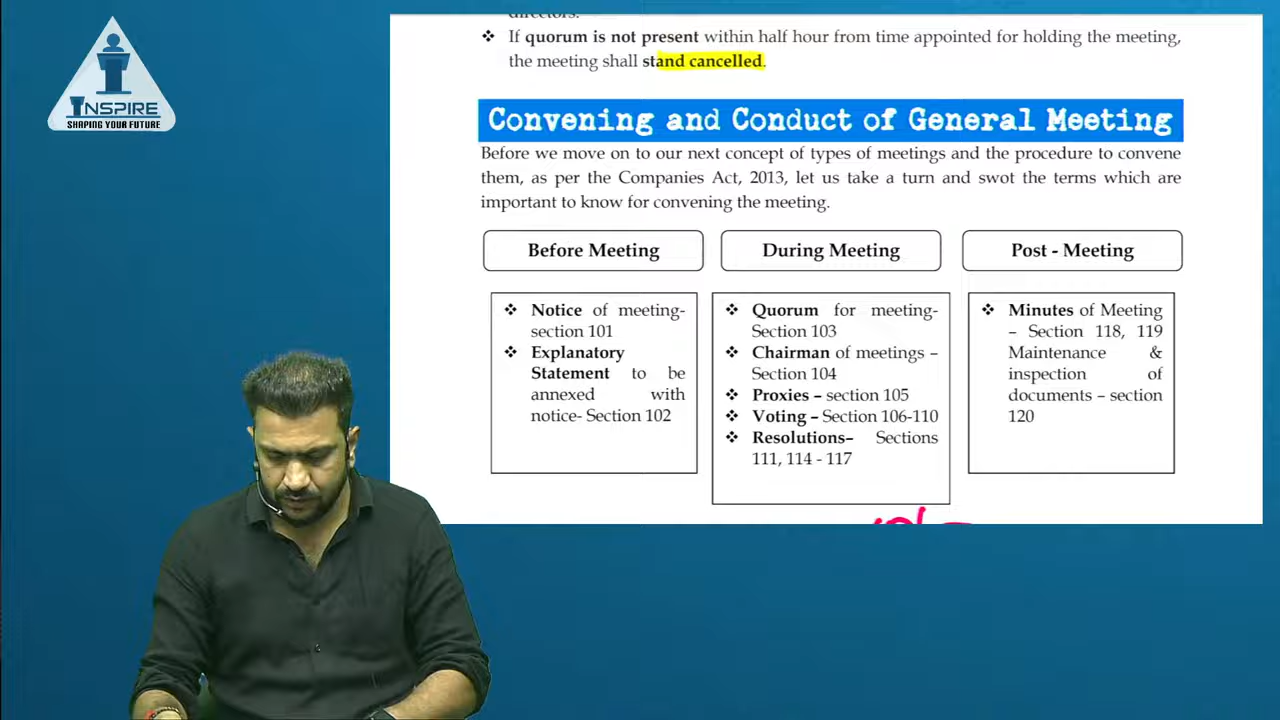 INSPIRE
SHAPING YOUR FUTURE
directors.
❖ If quorum is not present within half hour from time appointed for holding the meeting,
the meeting shall stand cancelled.
Convening and Conduct of General Meeting
Before we move on to our next concept of types of meetings and the procedure to convene
them, as per the Companies Act, 2013, let us take a turn and swot the terms which are
important to know for convening the meeting.
Before Meeting
❖ Notice of meeting-
section 101
❖ Explanatory
Statement to be
annexed with
notice- Section 102
During Meeting
❖ Quorum for meeting-
Section 103
❖ Chairman of meetings –
Section 104
❖ Proxies – section 105
❖ Voting – Section 106-110
❖ Resolutions– Sections
111, 114 - 117
Post - Meeting
❖ Minutes of Meeting
– Section 118, 119
Maintenance &
inspection of
documents – section
120